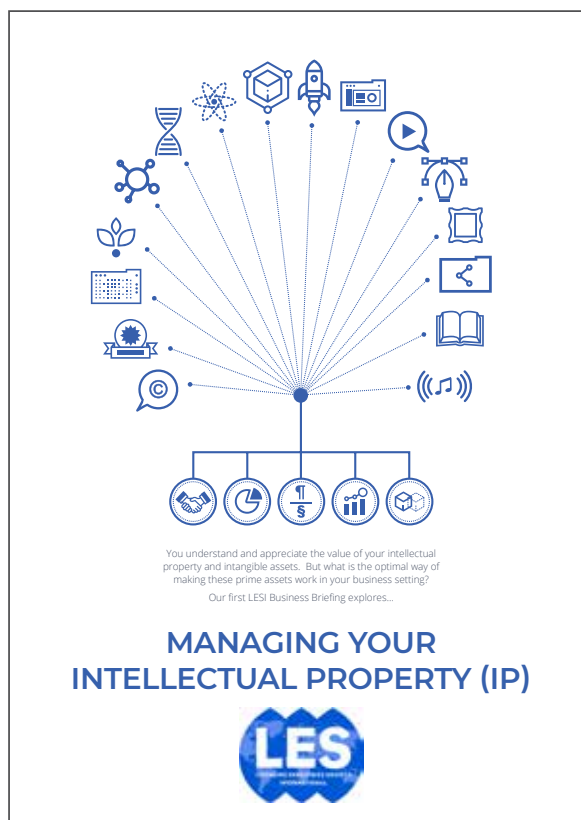 ©
¶
§
You understand and appreciate the value of your intellectual
property and intangible assets.  But what is the optimal way of
making these prime assets work in your business setting?
Our first LESI Business Briefing explores...
MANAGING YOUR
INTELLECTUAL PROPERTY (IP)
LES